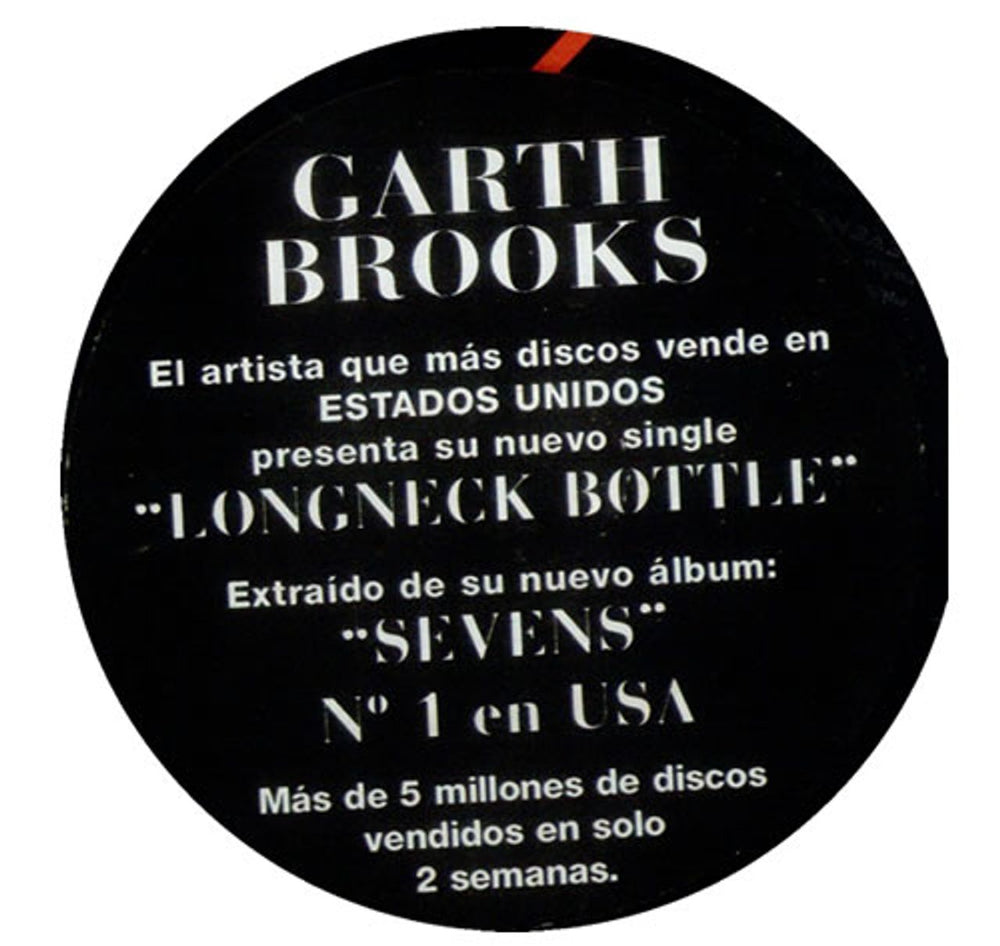 GARTH
BROOKS
El artista que más discos vende en
ESTADOS UNIDOS
presenta su nuevo single
"LONGNECK BOTTLE"
Extraído de su nuevo álbum:
"SEVENS"
Nº 1 en USA
Más de 5 millones de discos
vendidos en solo
2 semanas.